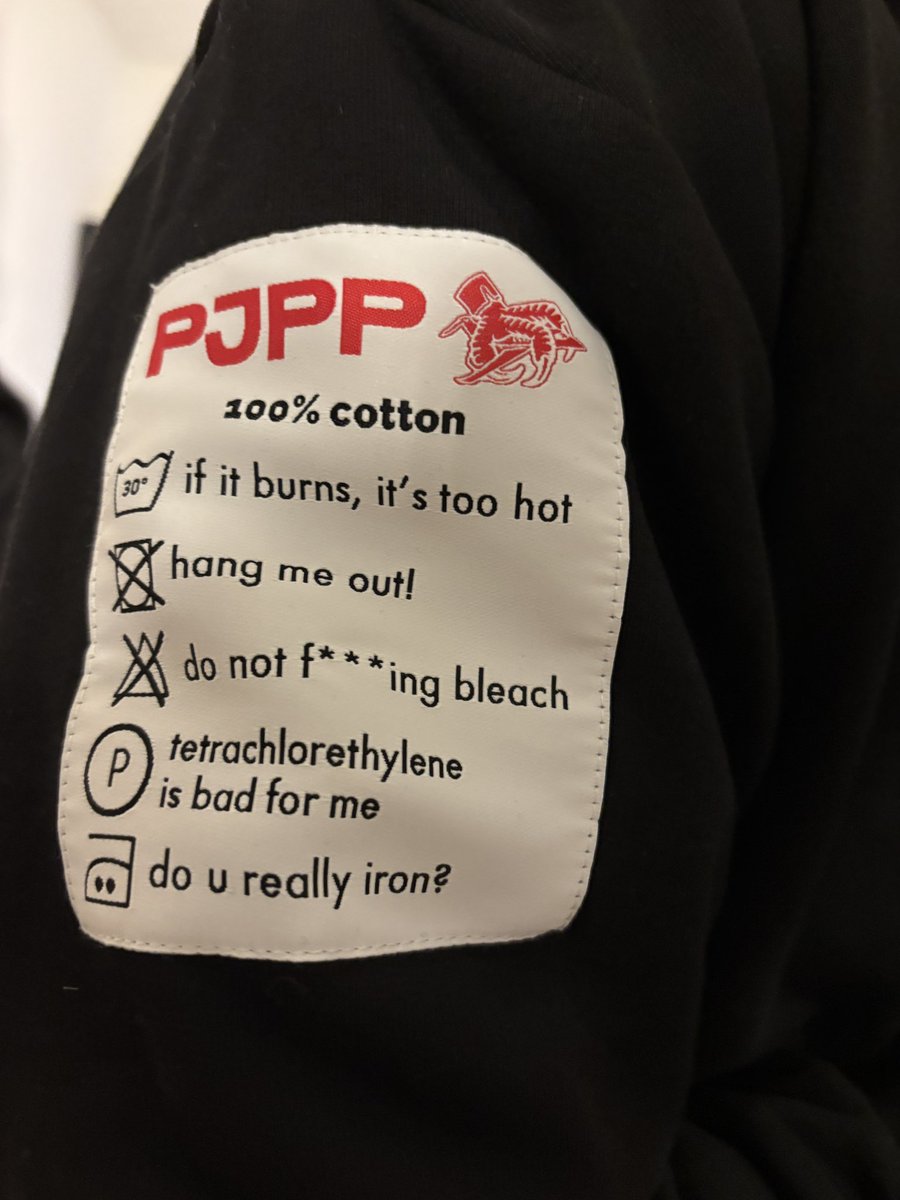 PJPP
100% cotton
30° if it burns, it's too hot
hang me out!
do not f***ing bleach
P tetrachlorethylene
is bad for me
do u really iron?